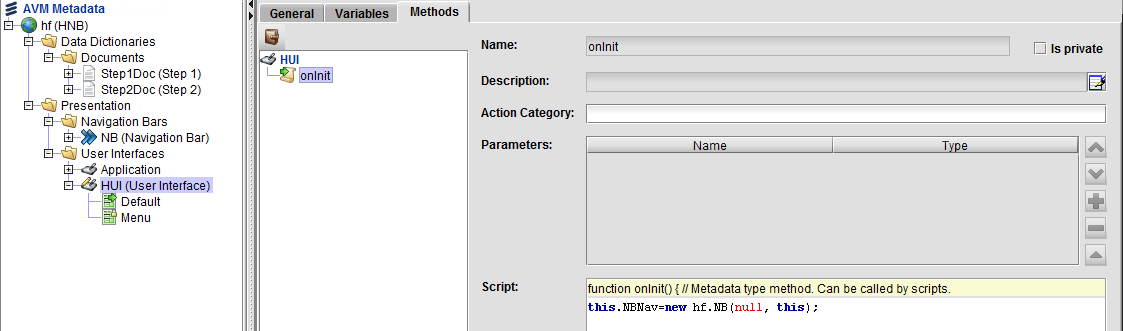 AVM Metadata
hf (HNB)
Data Dictionaries
Documents
Step1Doc (Step 1)
Step2Doc (Step 2)
Presentation
Navigation Bars
NB (Navigation Bar)
User Interfaces
Application
HUI (User Interface)
Default
Menu
General Variables Methods
HUI
onInit
Name: onInit Is private
Description:
Action Category:
Parameters: Name Type
Script: function onInit() { // Metadata type method. Can be called by scripts.
this.NBNav=new hf.NB(null, this);